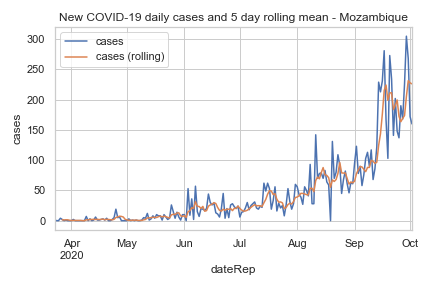 New COVID-19 daily cases and 5 day rolling mean - Mozambique
cases
cases (rolling)
300
250
200
150
100
50
0
cases
Apr May Jun Jul Aug Sep Oct
2020
dateRep